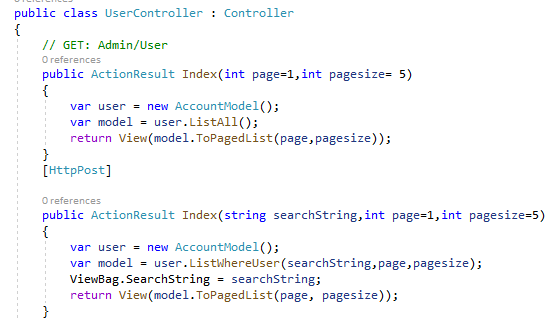 0 references
public class UserController : Controller
{
// GET: Admin/User
0 references
public ActionResult Index(int page=1,int pagesize= 5)
{
var user = new AccountModel();
var model = user.ListAll();
return View(model.ToPagedList(page,pagesize));
}
[HttpPost]
0 references
public ActionResult Index(string searchString,int page=1,int pagesize=5)
{
var user = new AccountModel();
var model = user.ListWhereUser(searchString,page,pagesize);
ViewBag.SearchString = searchString;
return View(model.ToPagedList(page, pagesize));
}